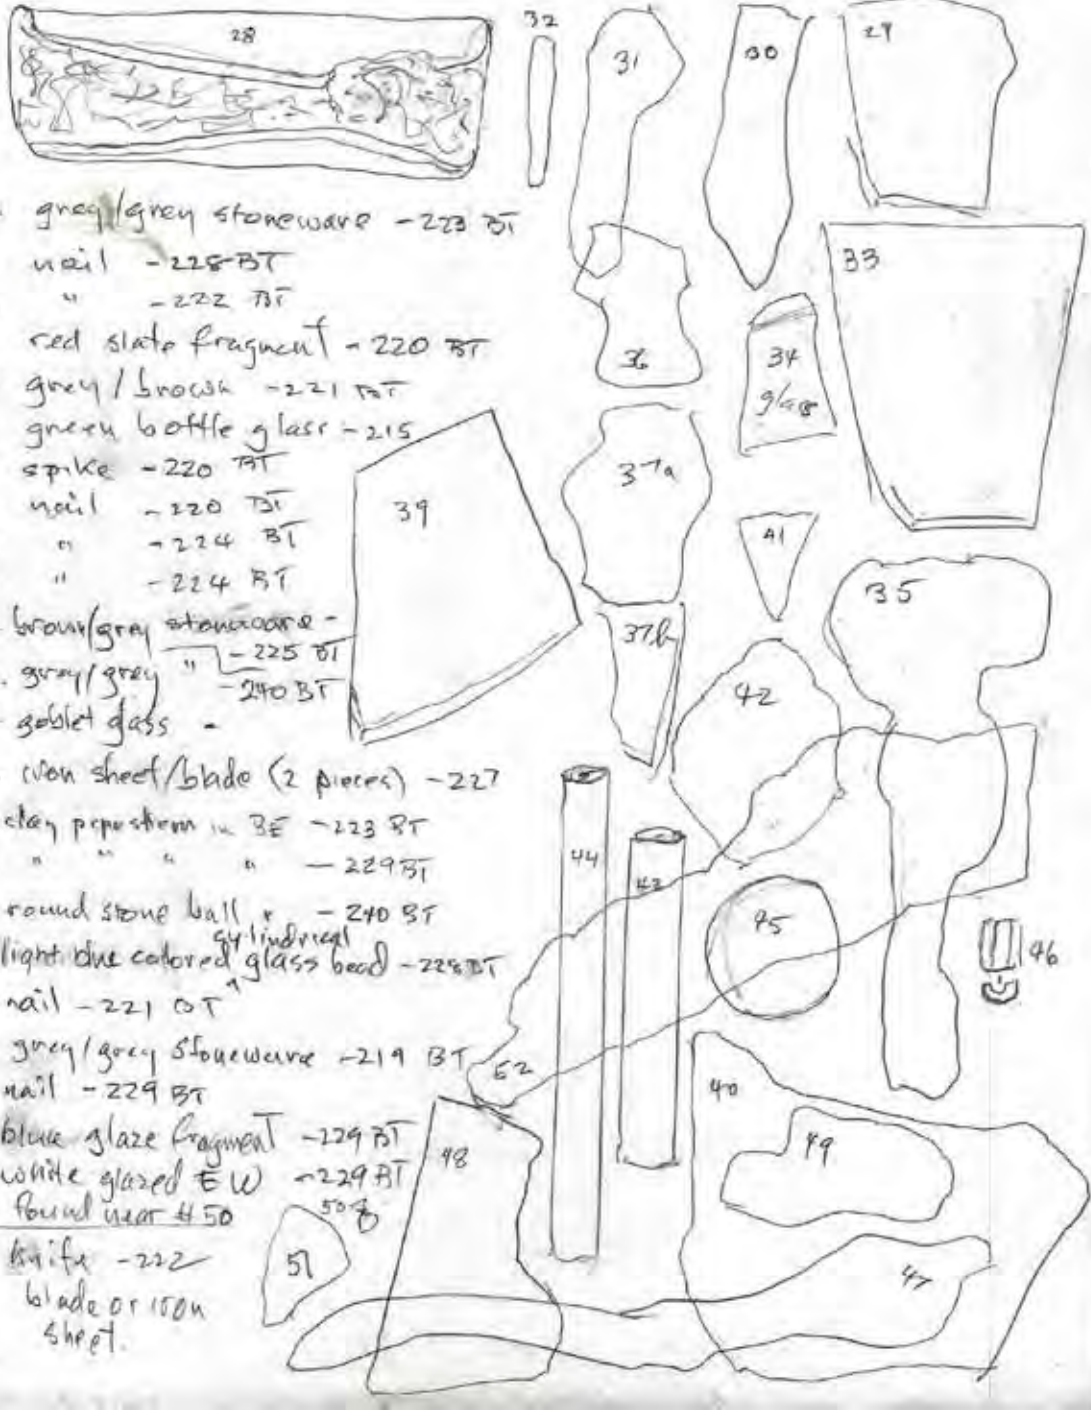 28
32
31
30
29
grey/grey stoneware -223 BT
nail -228 BT
" -222 BT
33
red slate fragment - 220 BT
36
34
glass
grey/brown -221 BT
green bottle glass -215
spike -220 BT
37a
nail -220 BT
39
" -224 BT
41
" -224 BT
35
brown/grey stoneware -
-225 BT
37b
grey/grey " -240 BT
42
goblet glass -
iron sheet/blade (2 pieces) -227
clay pipestem in BE -223 BT
" " " " -229 BT
44
43
round stone ball - 240 BT
45
cylindrical
light blue colored glass bead -228 BT
46
nail -221 BT
grey/grey stoneware -219 BT
52
nail -229 BT
40
blue glaze fragment -229 BT
48
49
white glazed EW -229 BT
found near #50
50
51
knife -222
47
blade or iron
sheet.